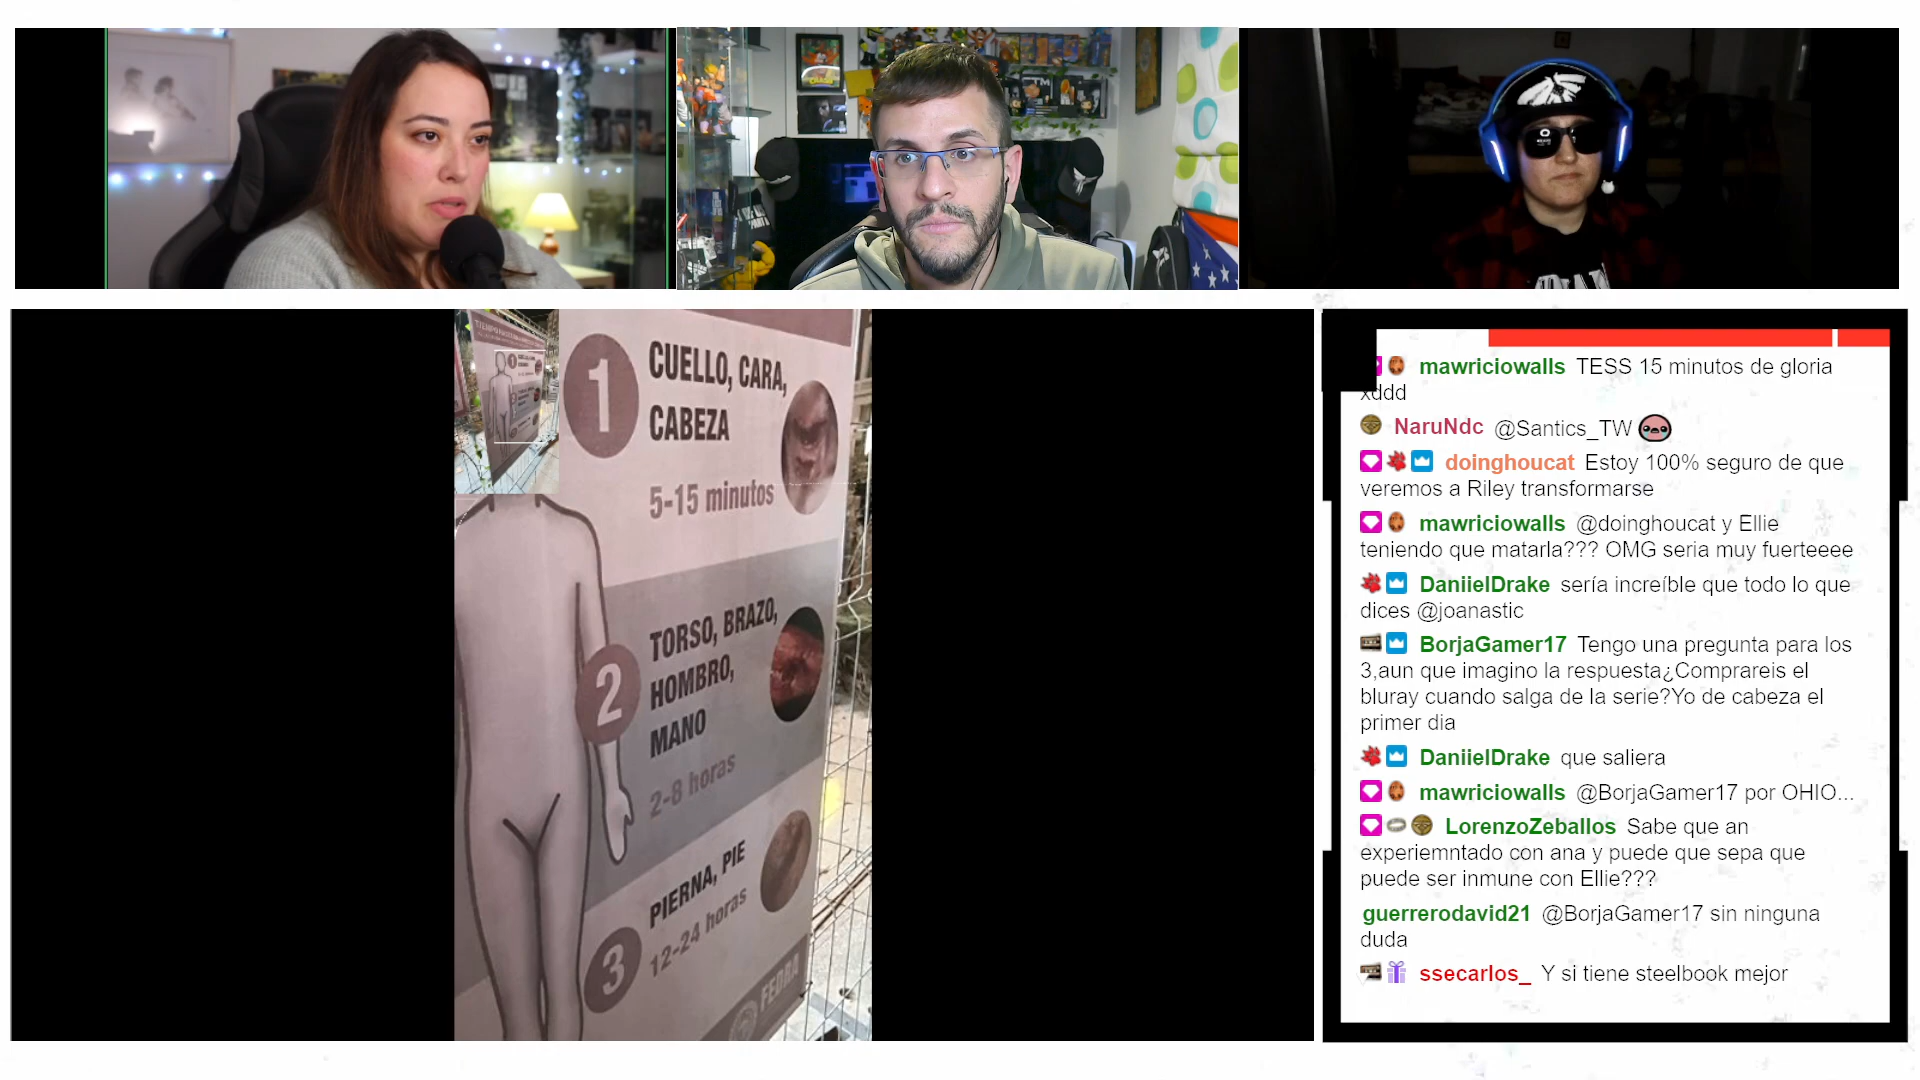 1
CUELLO, CARA,
CABEZA
5-15 minutos
2
TORSO, BRAZO,
HOMBRO,
MANO
2-8 horas
3
PIERNA, PIE
12-24 horas
FEDRA
mawriciowalls TESS 15 minutos de gloria
xddd
NaruNdc @Santics_TW
doinghoucat Estoy 100% seguro de que
veremos a Riley transformarse
mawriciowalls @doinghoucat y Ellie
teniendo que matarla??? OMG seria muy fuerteeee
DaniielDrake sería increíble que todo lo que
dices @joanastic
BorjaGamer17 Tengo una pregunta para los
3,aun que imagino la respuesta¿Comprareis el
bluray cuando salga de la serie?Yo de cabeza el
primer dia
DaniielDrake que saliera
mawriciowalls @BorjaGamer17 por OHIO...
LorenzoZeballos Sabe que an
experiemntado con ana y puede que sepa que
puede ser inmune con Ellie???
guerrerodavid21 @BorjaGamer17 sin ninguna
duda
ssecarlos_ Y si tiene steelbook mejor